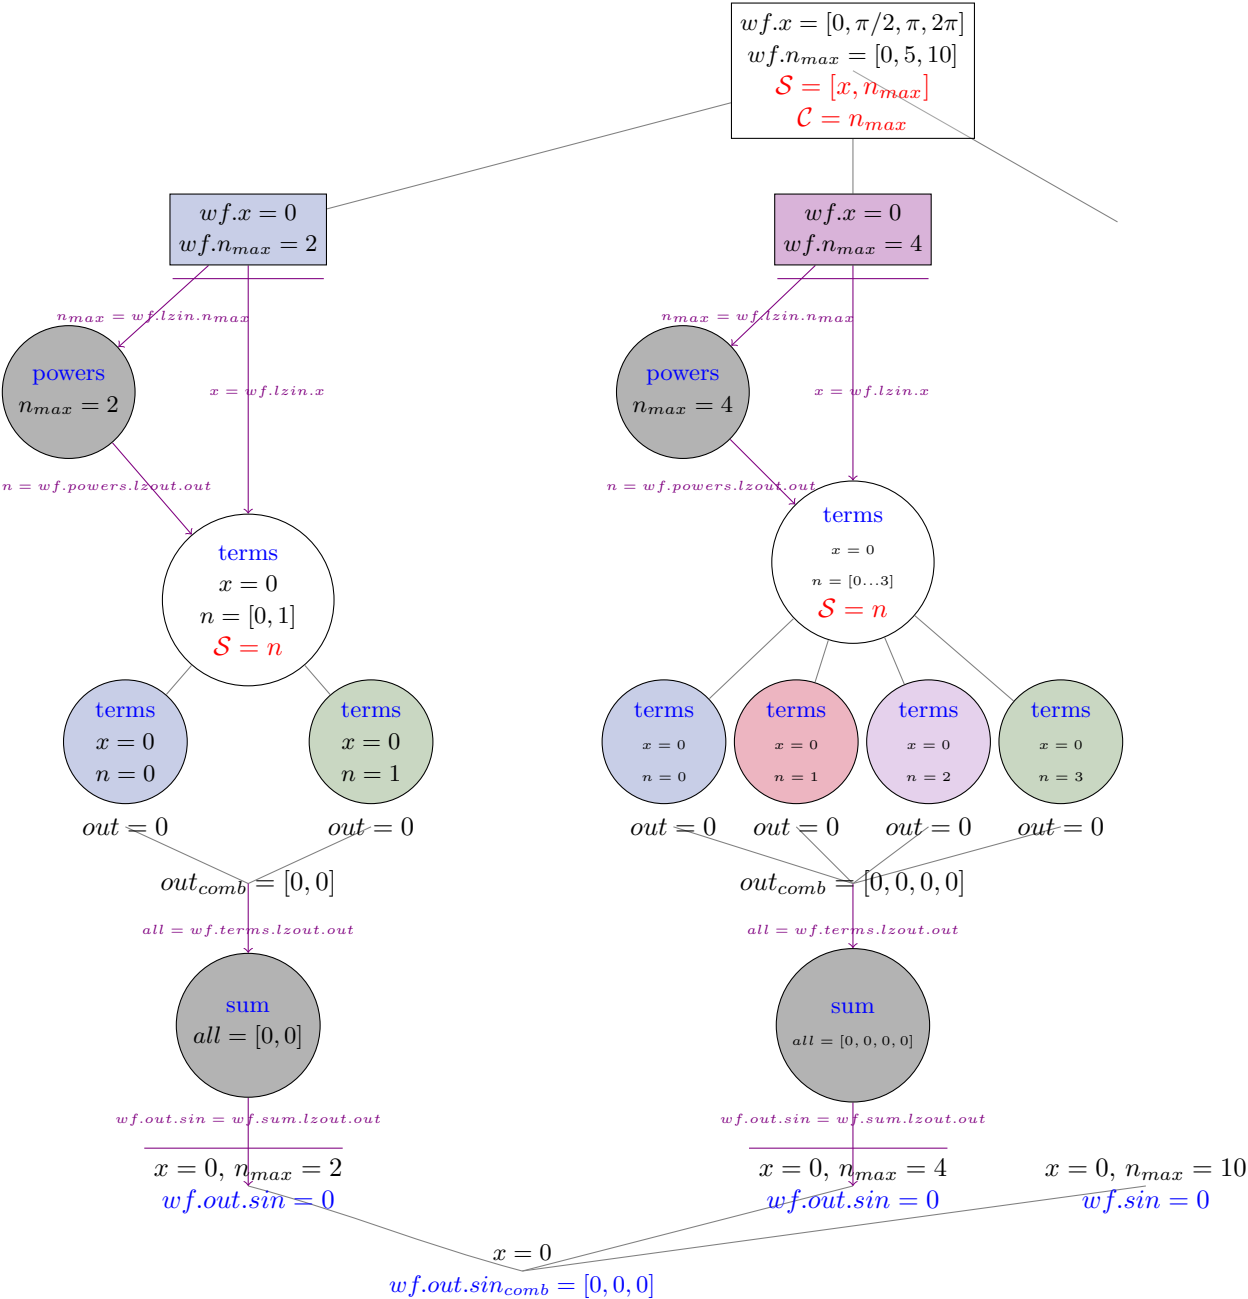 wf.x = [0, π/2, π, 2π]
wf.n_max = [0, 5, 10]
𝒮 = [x, n_max]
𝒞 = n_max
wf.x = 0
wf.n_max = 2
wf.x = 0
wf.n_max = 4
n_max = wf.lzin.n_max
n_max = wf.lzin.n_max
powers
n_max = 2
x = wf.lzin.x
powers
n_max = 4
x = wf.lzin.x
n = wf.powers.lzout.out
n = wf.powers.lzout.out
terms
x = 0
n = [0, 1]
𝒮 = n
terms
x = 0
n = [0...3]
𝒮 = n
terms
x = 0
n = 0
terms
x = 0
n = 1
terms
x = 0
n = 0
terms
x = 0
n = 1
terms
x = 0
n = 2
terms
x = 0
n = 3
out = 0
out = 0
out = 0
out = 0
out = 0
out = 0
out_comb = [0, 0]
out_comb = [0, 0, 0, 0]
all = wf.terms.lzout.out
all = wf.terms.lzout.out
sum
all = [0, 0]
sum
all = [0, 0, 0, 0]
wf.out.sin = wf.sum.lzout.out
wf.out.sin = wf.sum.lzout.out
x = 0, n_max = 2
wf.out.sin = 0
x = 0, n_max = 4
wf.out.sin = 0
x = 0, n_max = 10
wf.sin = 0
x = 0
wf.out.sin_comb = [0, 0, 0]